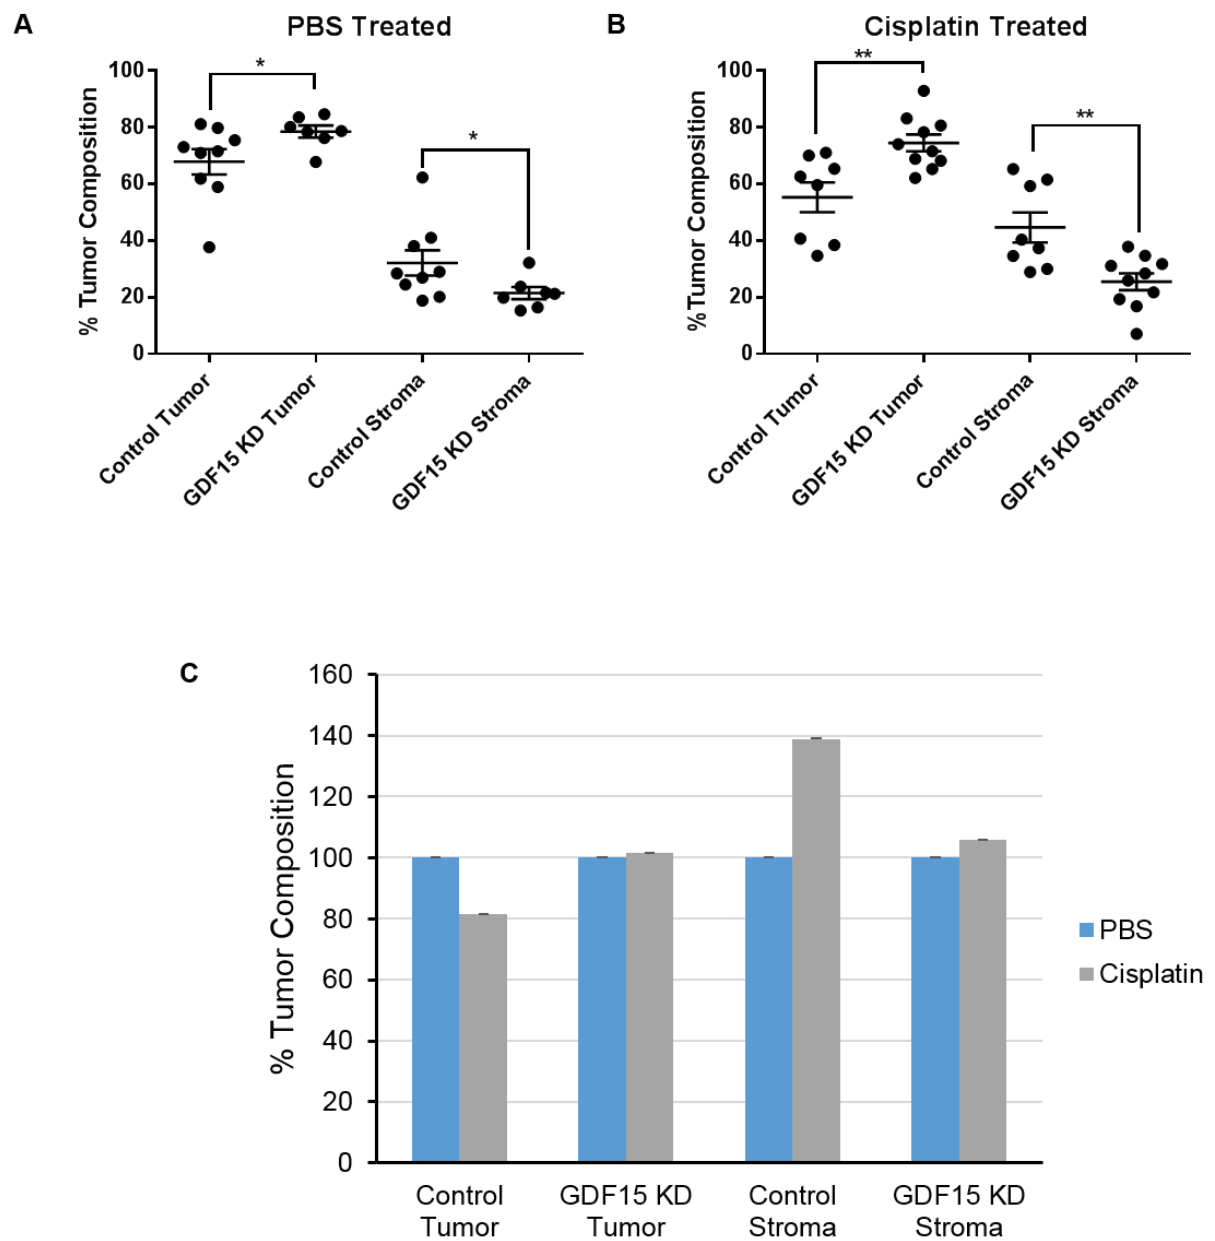 A
PBS Treated
% Tumor Composition
100
80
60
40
20
0
*
*
Control Tumor
GDF15 KD Tumor
Control Stroma
GDF15 KD Stroma
B
Cisplatin Treated
%Tumor Composition
100
80
60
40
20
0
**
**
Control Tumor
GDF15 KD Tumor
Control Stroma
GDF15 KD Stroma
C
% Tumor Composition
160
140
120
100
80
60
40
20
0
Control
Tumor
GDF15 KD
Tumor
Control
Stroma
GDF15 KD
Stroma
PBS
Cisplatin